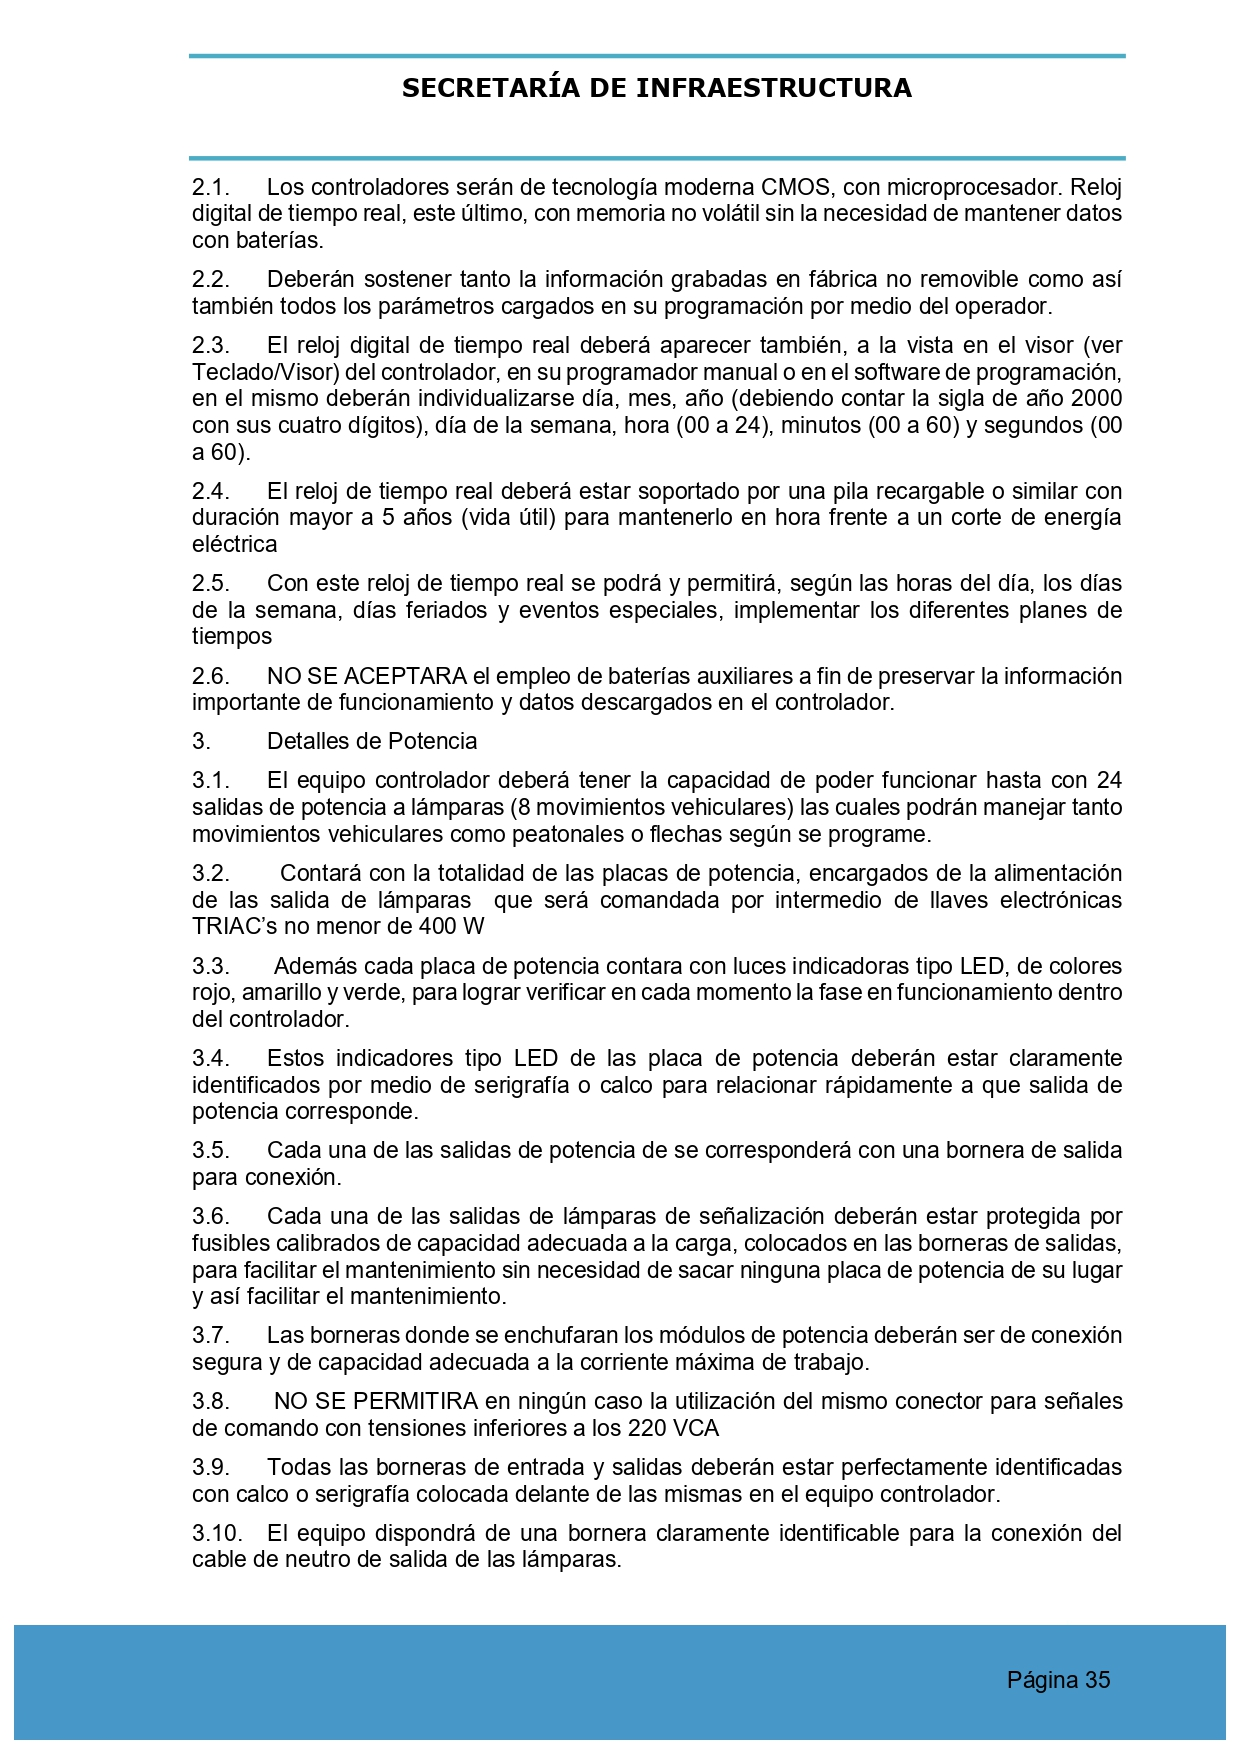 SECRETARÍA DE INFRAESTRUCTURA
2.1. Los controladores serán de tecnología moderna CMOS, con microprocesador. Reloj
digital de tiempo real, este último, con memoria no volátil sin la necesidad de mantener datos
con baterías.
2.2. Deberán sostener tanto la información grabadas en fábrica no removible como así
también todos los parámetros cargados en su programación por medio del operador.
2.3. El reloj digital de tiempo real deberá aparecer también, a la vista en el visor (ver
Teclado/Visor) del controlador, en su programador manual o en el software de programación,
en el mismo deberán individualizarse día, mes, año (debiendo contar la sigla de año 2000
con sus cuatro dígitos), día de la semana, hora (00 a 24), minutos (00 a 60) y segundos (00
a 60).
2.4. El reloj de tiempo real deberá estar soportado por una pila recargable o similar con
duración mayor a 5 años (vida útil) para mantenerlo en hora frente a un corte de energía
eléctrica
2.5. Con este reloj de tiempo real se podrá y permitirá, según las horas del día, los días
de la semana, días feriados y eventos especiales, implementar los diferentes planes de
tiempos
2.6. NO SE ACEPTARA el empleo de baterías auxiliares a fin de preservar la información
importante de funcionamiento y datos descargados en el controlador.
3. Detalles de Potencia
3.1. El equipo controlador deberá tener la capacidad de poder funcionar hasta con 24
salidas de potencia a lámparas (8 movimientos vehiculares) las cuales podrán manejar tanto
movimientos vehiculares como peatonales o flechas según se programe.
3.2. Contará con la totalidad de las placas de potencia, encargados de la alimentación
de las salida de lámparas que será comandada por intermedio de llaves electrónicas
TRIAC’s no menor de 400 W
3.3. Además cada placa de potencia contara con luces indicadoras tipo LED, de colores
rojo, amarillo y verde, para lograr verificar en cada momento la fase en funcionamiento dentro
del controlador.
3.4. Estos indicadores tipo LED de las placa de potencia deberán estar claramente
identificados por medio de serigrafía o calco para relacionar rápidamente a que salida de
potencia corresponde.
3.5. Cada una de las salidas de potencia de se corresponderá con una bornera de salida
para conexión.
3.6. Cada una de las salidas de lámparas de señalización deberán estar protegida por
fusibles calibrados de capacidad adecuada a la carga, colocados en las borneras de salidas,
para facilitar el mantenimiento sin necesidad de sacar ninguna placa de potencia de su lugar
y así facilitar el mantenimiento.
3.7. Las borneras donde se enchufaran los módulos de potencia deberán ser de conexión
segura y de capacidad adecuada a la corriente máxima de trabajo.
3.8. NO SE PERMITIRA en ningún caso la utilización del mismo conector para señales
de comando con tensiones inferiores a los 220 VCA
3.9. Todas las borneras de entrada y salidas deberán estar perfectamente identificadas
con calco o serigrafía colocada delante de las mismas en el equipo controlador.
3.10. El equipo dispondrá de una bornera claramente identificable para la conexión del
cable de neutro de salida de las lámparas.
Página 35